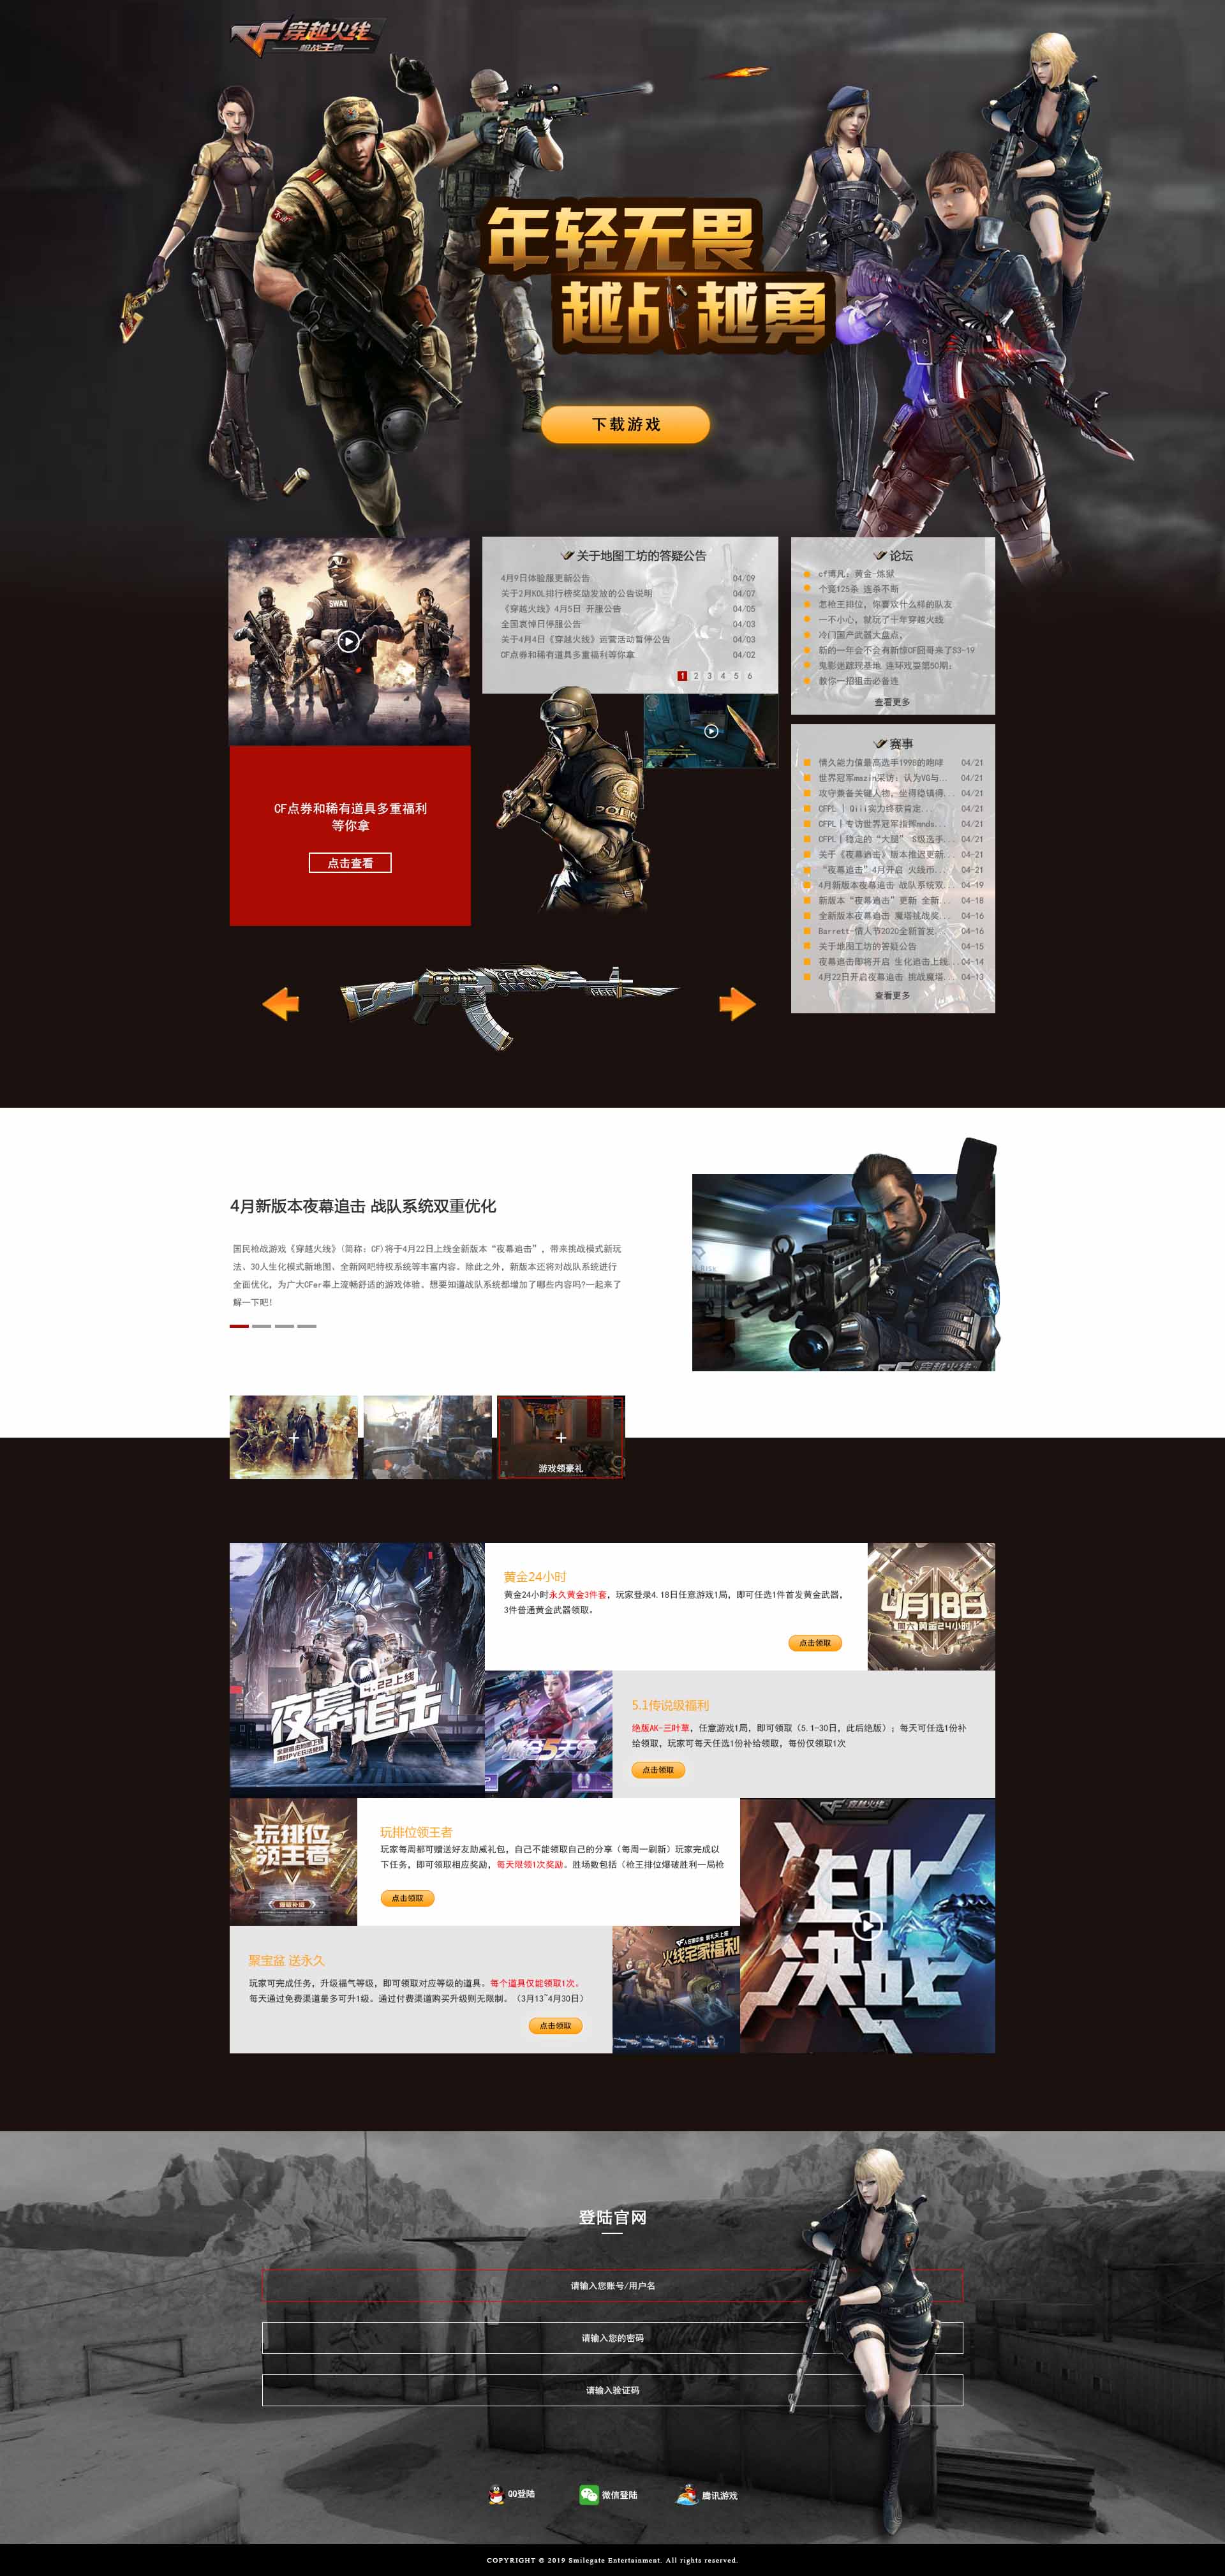 CF穿越火线
枪战王者
年轻无畏
越战越勇
下载游戏
SWAT
关于地图工坊的答疑公告
4月9日体验服更新公告 04/09
关于2月KOL排行榜奖励发放的公告说明 04/07
《穿越火线》4月5日 开服公告 04/05
全国哀悼日停服公告 04/03
关于4月4日《穿越火线》运营活动暂停公告 04/03
CF点券和稀有道具多重福利等你拿 04/02
1 2 3 4 5 6
POLICE
CF点券和稀有道具多重福利
等你拿
点击查看
论坛
cf博凡：黄金-炼狱
个宽125杀 连杀不断
怎枪王排位，你喜欢什么样的队友
一不小心，就玩了十年穿越火线
冷门国产武器大盘点，
新的一年会不会有新惊CF囧哥来了S3-19
鬼影迷踪观基地 连环戏耍第50期：
教你一招狙击必备连
查看更多
赛事
情久能力值最高选手1998的咆哮 04/21
世界冠军mazin采访：认为VG与... 04/21
攻守兼备关键人物，坐得稳镇得... 04/21
CFPL | Qiii实力终获肯定... 04/21
CFPL丨专访世界冠军指挥mnda... 04/21
CFPL丨稳定的“大腿” S级选手... 04/21
关于《夜幕追击》版本推迟更新... 04-21
“夜幕追击”4月开启 火线币... 04-21
4月新版本夜幕追击 战队系统双... 04-19
新版本“夜幕追击”更新 全新... 04-18
全新版本夜幕追击 魔塔挑战奖... 04-16
Barrett-情人节2020全新首发... 04-16
关于地图工坊的答疑公告 04-15
夜幕追击即将开启 生化追击上线... 04-14
4月22日开启夜幕追击 挑战魔塔... 04-13
查看更多
4月新版本夜幕追击 战队系统双重优化
国民枪战游戏《穿越火线》(简称：CF)将于4月22日上线全新版本“夜幕追击”，带来挑战模式新玩
法、30人生化模式新地图、全新网吧特权系统等丰富内容。除此之外，新版本还将对战队系统进行
全面优化，为广大CFer奉上流畅舒适的游戏体验。想要知道战队系统都增加了哪些内容吗?一起来了
解一下吧!
RISK
CF穿越火线
游戏领豪礼
22上线
夜幕追击
黄金24小时
黄金24小时永久黄金3件套，玩家登录4.18日任意游戏1局，即可任选1件首发黄金武器，
3件普通黄金武器领取。
点击领取
4月18日
黄金24小时
5.1传说级福利
绝版AK-三叶草，任意游戏1局，即可领取（5.1-30日，此后绝版）；每天可任选1份补
给领取，玩家可每天任选1份补给领取，每份仅领取1次
点击领取
玩排位
领王者
玩排位领王者
玩家每周都可赠送好友助威礼包，自己不能领取自己的分享（每周一刷新）玩家完成以
下任务，即可领取相应奖励，每天限领1次奖励。胜场数包括（枪王排位爆破胜利一局枪
点击领取
CF穿越火线
生化
决战
聚宝盆 送永久
玩家可完成任务，升级福气等级，即可领取对应等级的道具。每个道具仅能领取1次。
每天通过免费渠道最多可升1级。通过付费渠道购买升级则无限制。（3月13~4月30日）
点击领取
火线宅家福利
登陆官网
请输入您账号/用户名
请输入您的密码
请输入验证码
QQ登陆
微信登陆
腾讯游戏
COPYRIGHT © 2019 Smilegate Entertainment. All rights reserved.